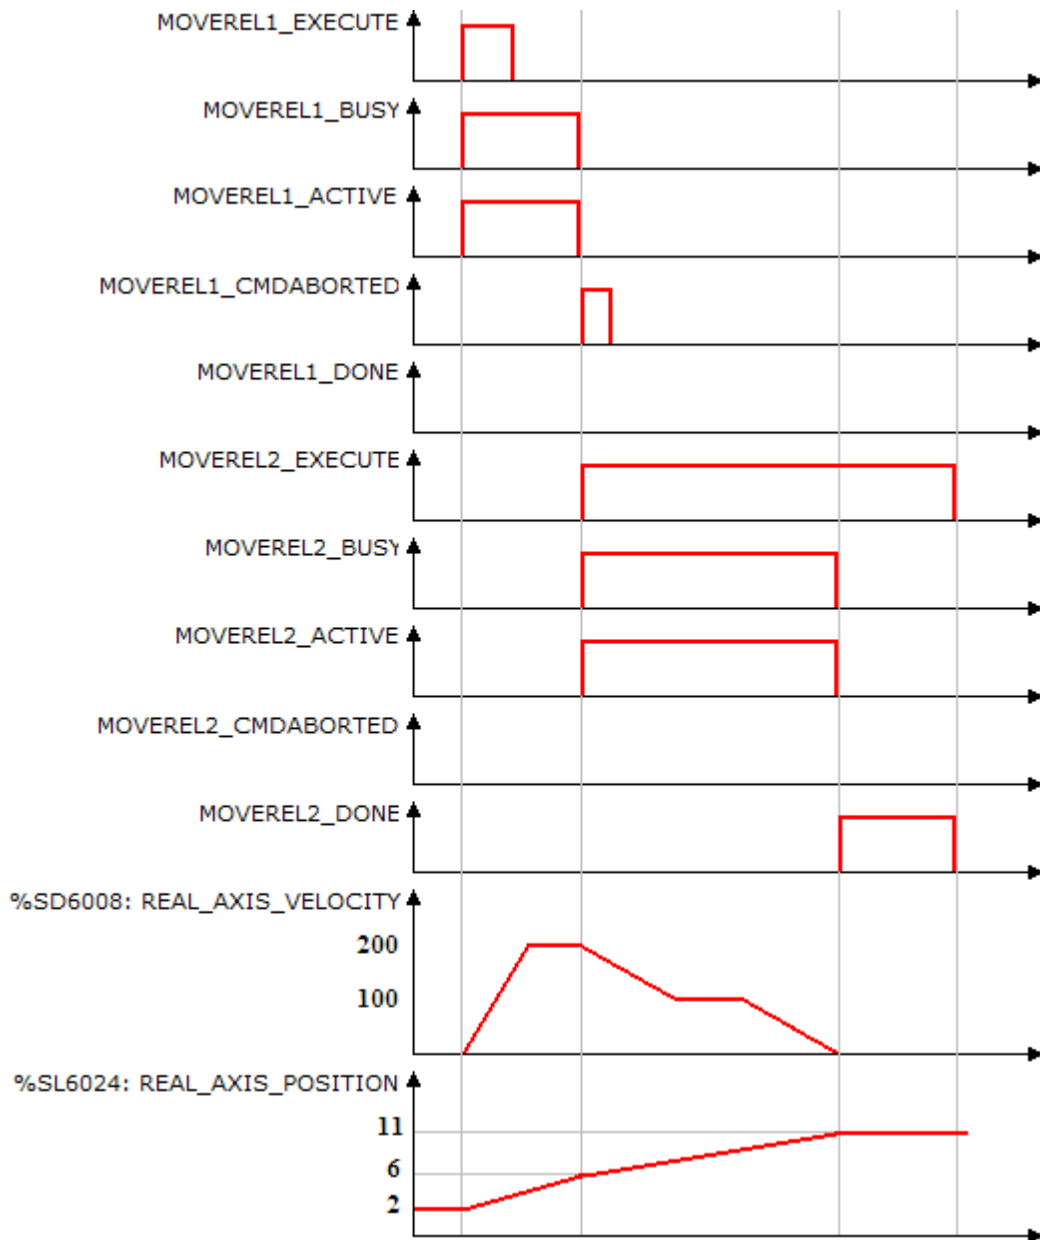 MOVEREL1_EXECUTE
MOVEREL1_BUSY
MOVEREL1_ACTIVE
MOVEREL1_CMDABORTED
MOVEREL1_DONE
MOVEREL2_EXECUTE
MOVEREL2_BUSY
MOVEREL2_ACTIVE
MOVEREL2_CMDABORTED
MOVEREL2_DONE
%SD6008: REAL_AXIS_VELOCITY
200
100
%SL6024: REAL_AXIS_POSITION
11
6
2